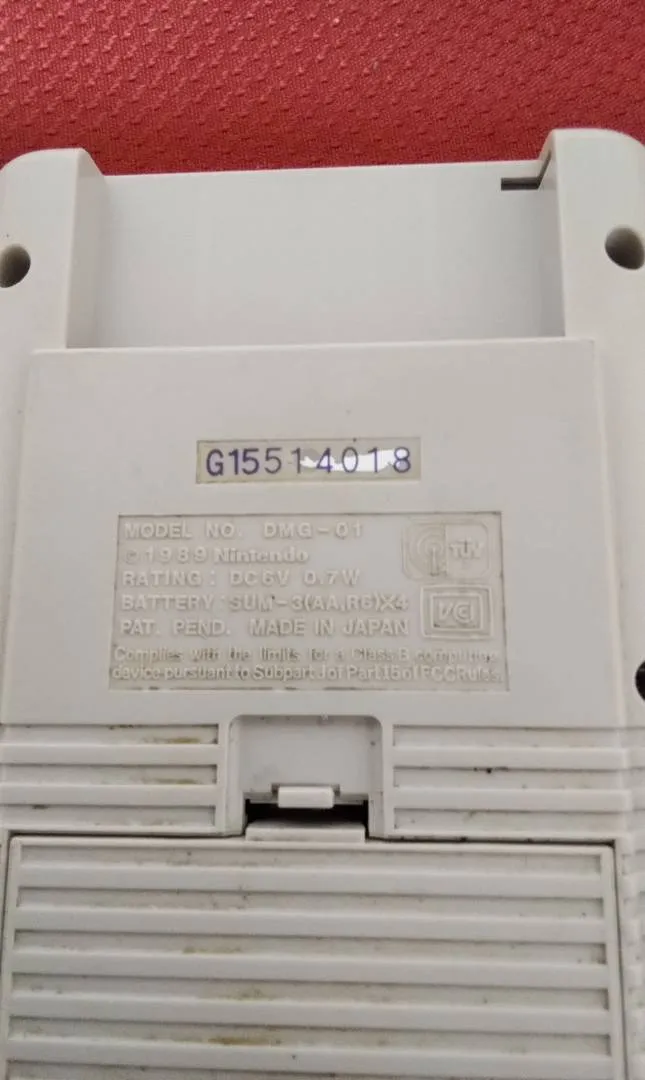 G15514018
MODEL NO. DMG-01
© 1989 Nintendo
RATING : DC6V 0.7W
BATTERY : SUM-3(AA,R6)X4
PAT. PEND. MADE IN JAPAN
Complies with the limits for a Class B computing
device pursuant to Subpart J of Part 15 of FCC Rules.
TÜV
VCI